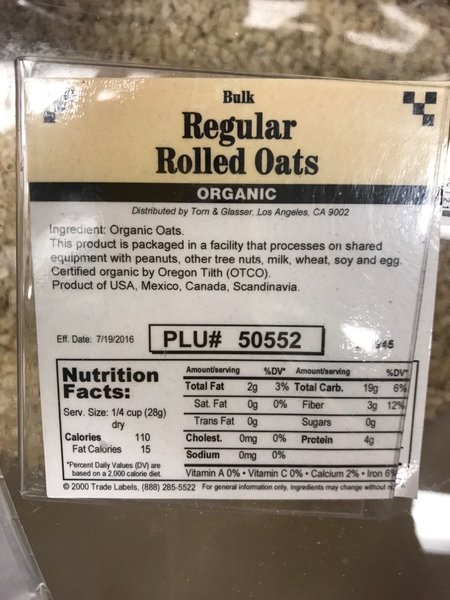 Bulk
Regular
Rolled Oats
ORGANIC
Distributed by Torn & Glasser, Los Angeles, CA 9002
Ingredient: Organic Oats.
This product is packaged in a facility that processes on shared
equipment with peanuts, other tree nuts, milk, wheat, soy and egg.
Certified organic by Oregon Tilth (OTCO).
Product of USA, Mexico, Canada, Scandinavia.
Eff. Date: 7/19/2016 PLU# 50552
Nutrition
Facts:
Serv. Size: 1/4 cup (28g)
dry
Calories 110
Fat Calories 15
*Percent Daily Values (DV) are
based on a 2,000 calorie diet.
Amount/serving %DV* Amount/serving %DV*
Total Fat 2g 3% Total Carb. 19g 6%
Sat. Fat 0g 0% Fiber 3g 12%
Trans Fat 0g Sugars 0g
Cholest. 0mg 0% Protein 4g
Sodium 0mg 0%
Vitamin A 0% • Vitamin C 0% • Calcium 2% • Iron 6%
© 2000 Trade Labels, (888) 285-5522 For general information only, ingredients may change without